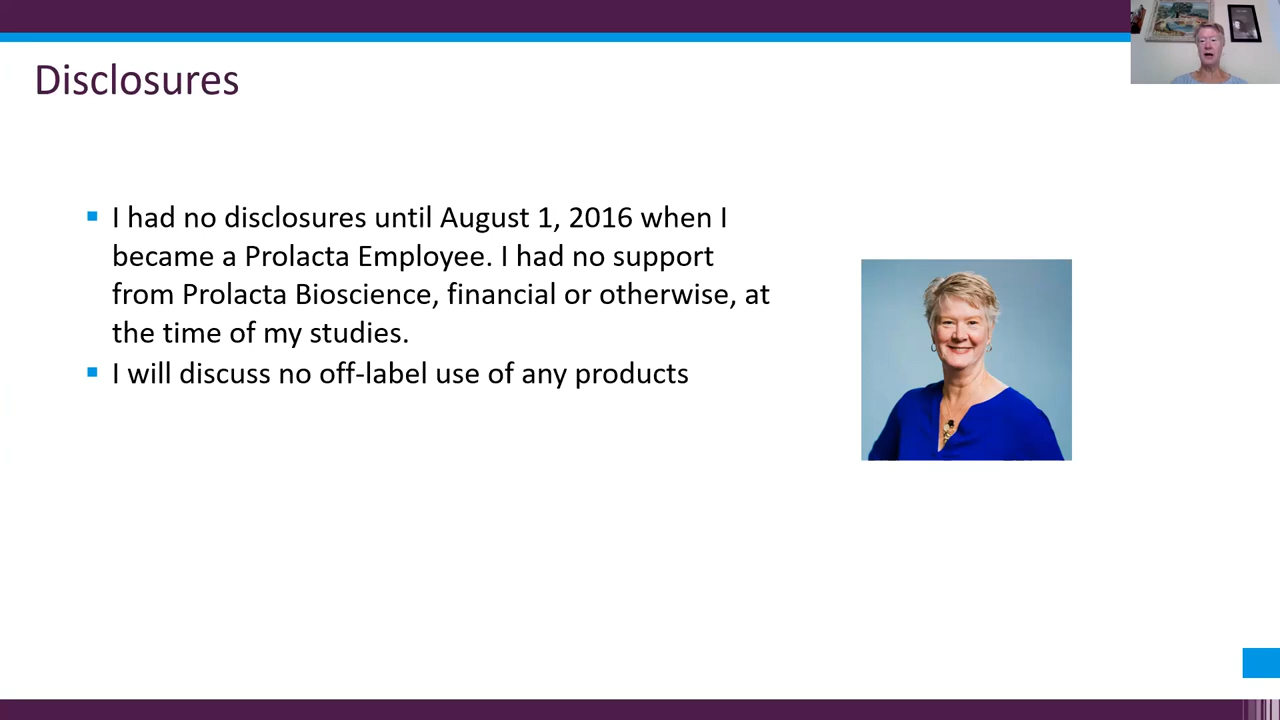 Disclosures
I had no disclosures until August 1, 2016 when I
became a Prolacta Employee. I had no support
from Prolacta Bioscience, financial or otherwise, at
the time of my studies.
I will discuss no off-label use of any products